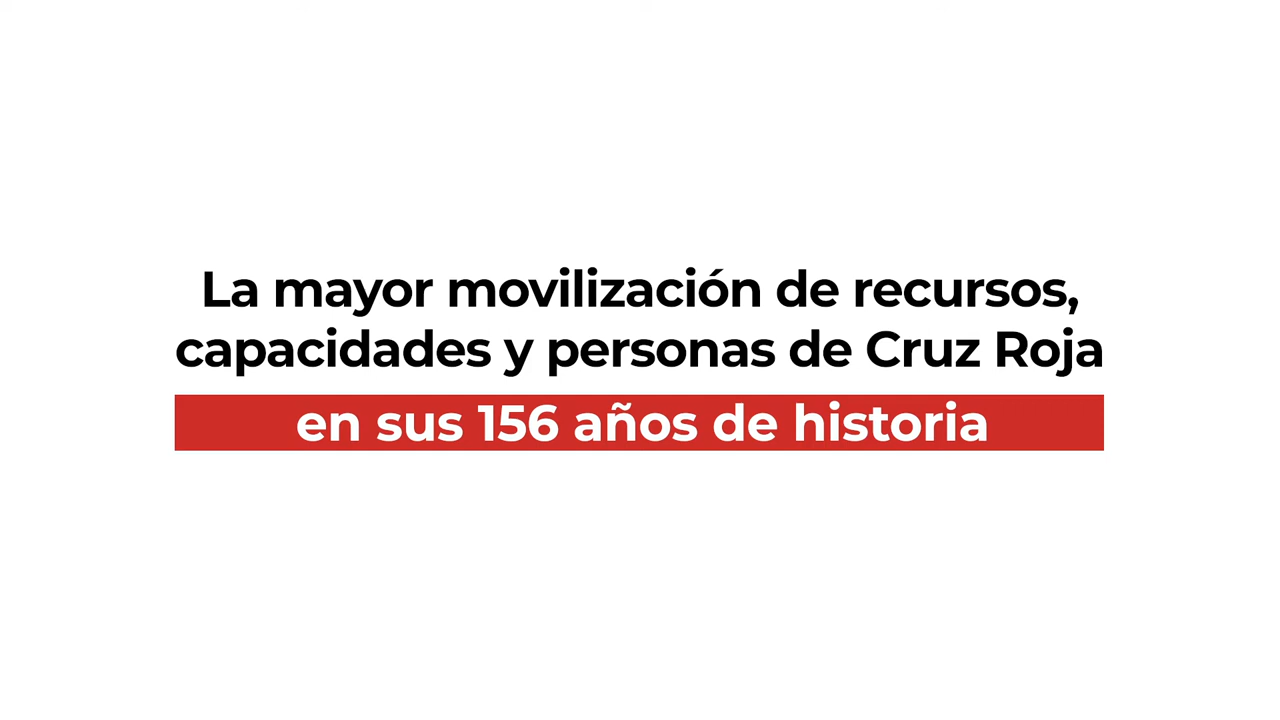 La mayor movilización de recursos,
capacidades y personas de Cruz Roja
en sus 156 años de historia